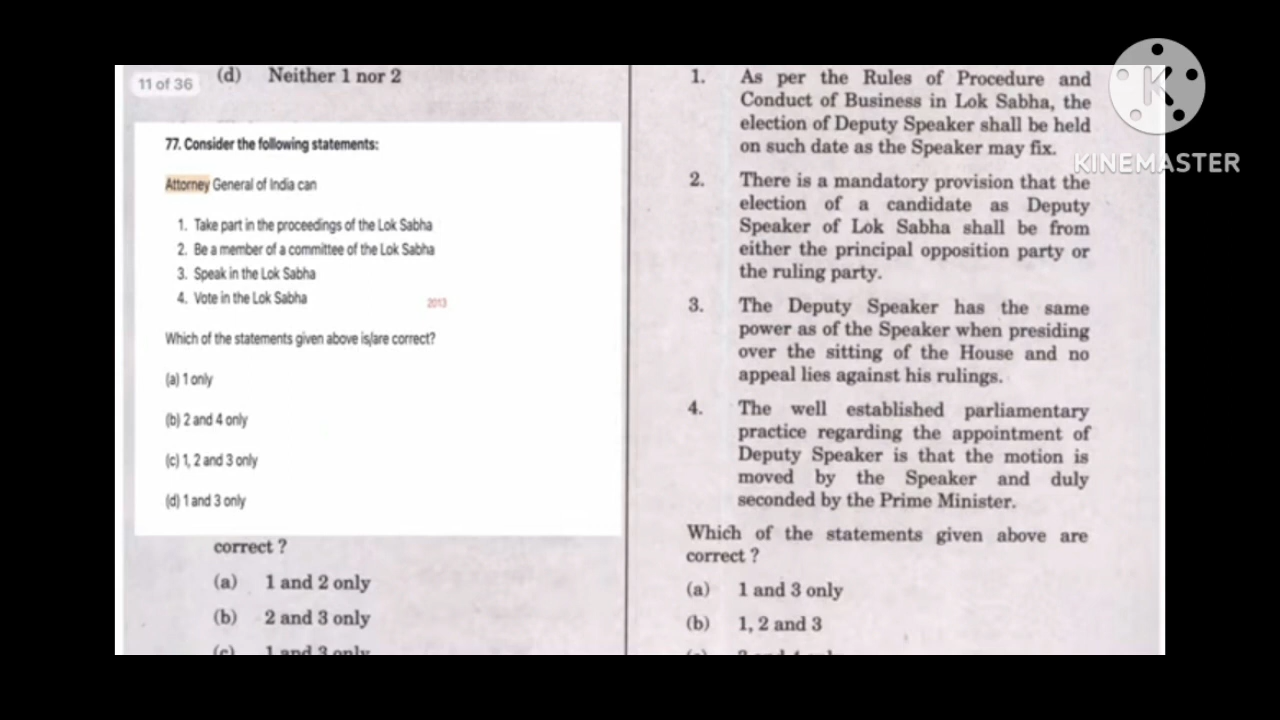 11 of 36
(d) Neither 1 nor 2
77. Consider the following statements:
Attorney General of India can
1. Take part in the proceedings of the Lok Sabha
2. Be a member of a committee of the Lok Sabha
3. Speak in the Lok Sabha
4. Vote in the Lok Sabha
2013
Which of the statements given above is/are correct?
(a) 1 only
(b) 2 and 4 only
(c) 1, 2 and 3 only
(d) 1 and 3 only
correct ?
(a) 1 and 2 only
(b) 2 and 3 only
(c) 1 and 3 only
1. As per the Rules of Procedure and
Conduct of Business in Lok Sabha, the
election of Deputy Speaker shall be held
on such date as the Speaker may fix.
2. There is a mandatory provision that the
election of a candidate as Deputy
Speaker of Lok Sabha shall be from
either the principal opposition party or
the ruling party.
3. The Deputy Speaker has the same
power as of the Speaker when presiding
over the sitting of the House and no
appeal lies against his rulings.
4. The well established parliamentary
practice regarding the appointment of
Deputy Speaker is that the motion is
moved by the Speaker and duly
seconded by the Prime Minister.
Which of the statements given above are
correct ?
(a) 1 and 3 only
(b) 1, 2 and 3
K
KINEMASTER